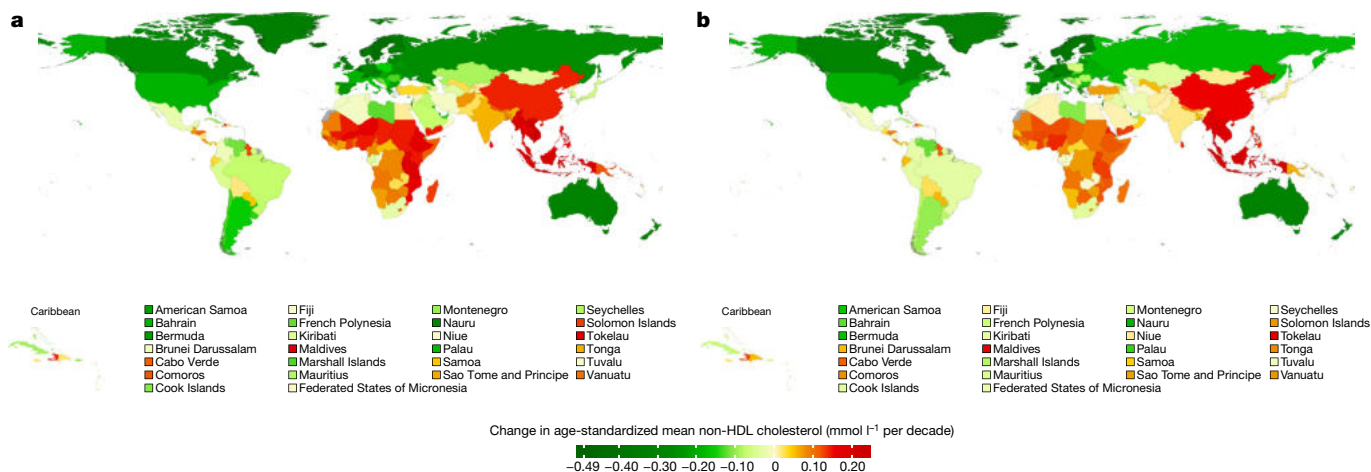 a
b
Caribbean
American Samoa
Bahrain
Bermuda
Brunei Darussalam
Cabo Verde
Comoros
Cook Islands
Fiji
French Polynesia
Kiribati
Maldives
Marshall Islands
Mauritius
Federated States of Micronesia
Montenegro
Nauru
Niue
Palau
Samoa
Sao Tome and Principe
Seychelles
Solomon Islands
Tokelau
Tonga
Tuvalu
Vanuatu
Caribbean
American Samoa
Bahrain
Bermuda
Brunei Darussalam
Cabo Verde
Comoros
Cook Islands
Fiji
French Polynesia
Kiribati
Maldives
Marshall Islands
Mauritius
Federated States of Micronesia
Montenegro
Nauru
Niue
Palau
Samoa
Sao Tome and Principe
Seychelles
Solomon Islands
Tokelau
Tonga
Tuvalu
Vanuatu
Change in age-standardized mean non-HDL cholesterol (mmol l⁻¹ per decade)
−0.49 −0.40 −0.30 −0.20 −0.10 0 0.10 0.20